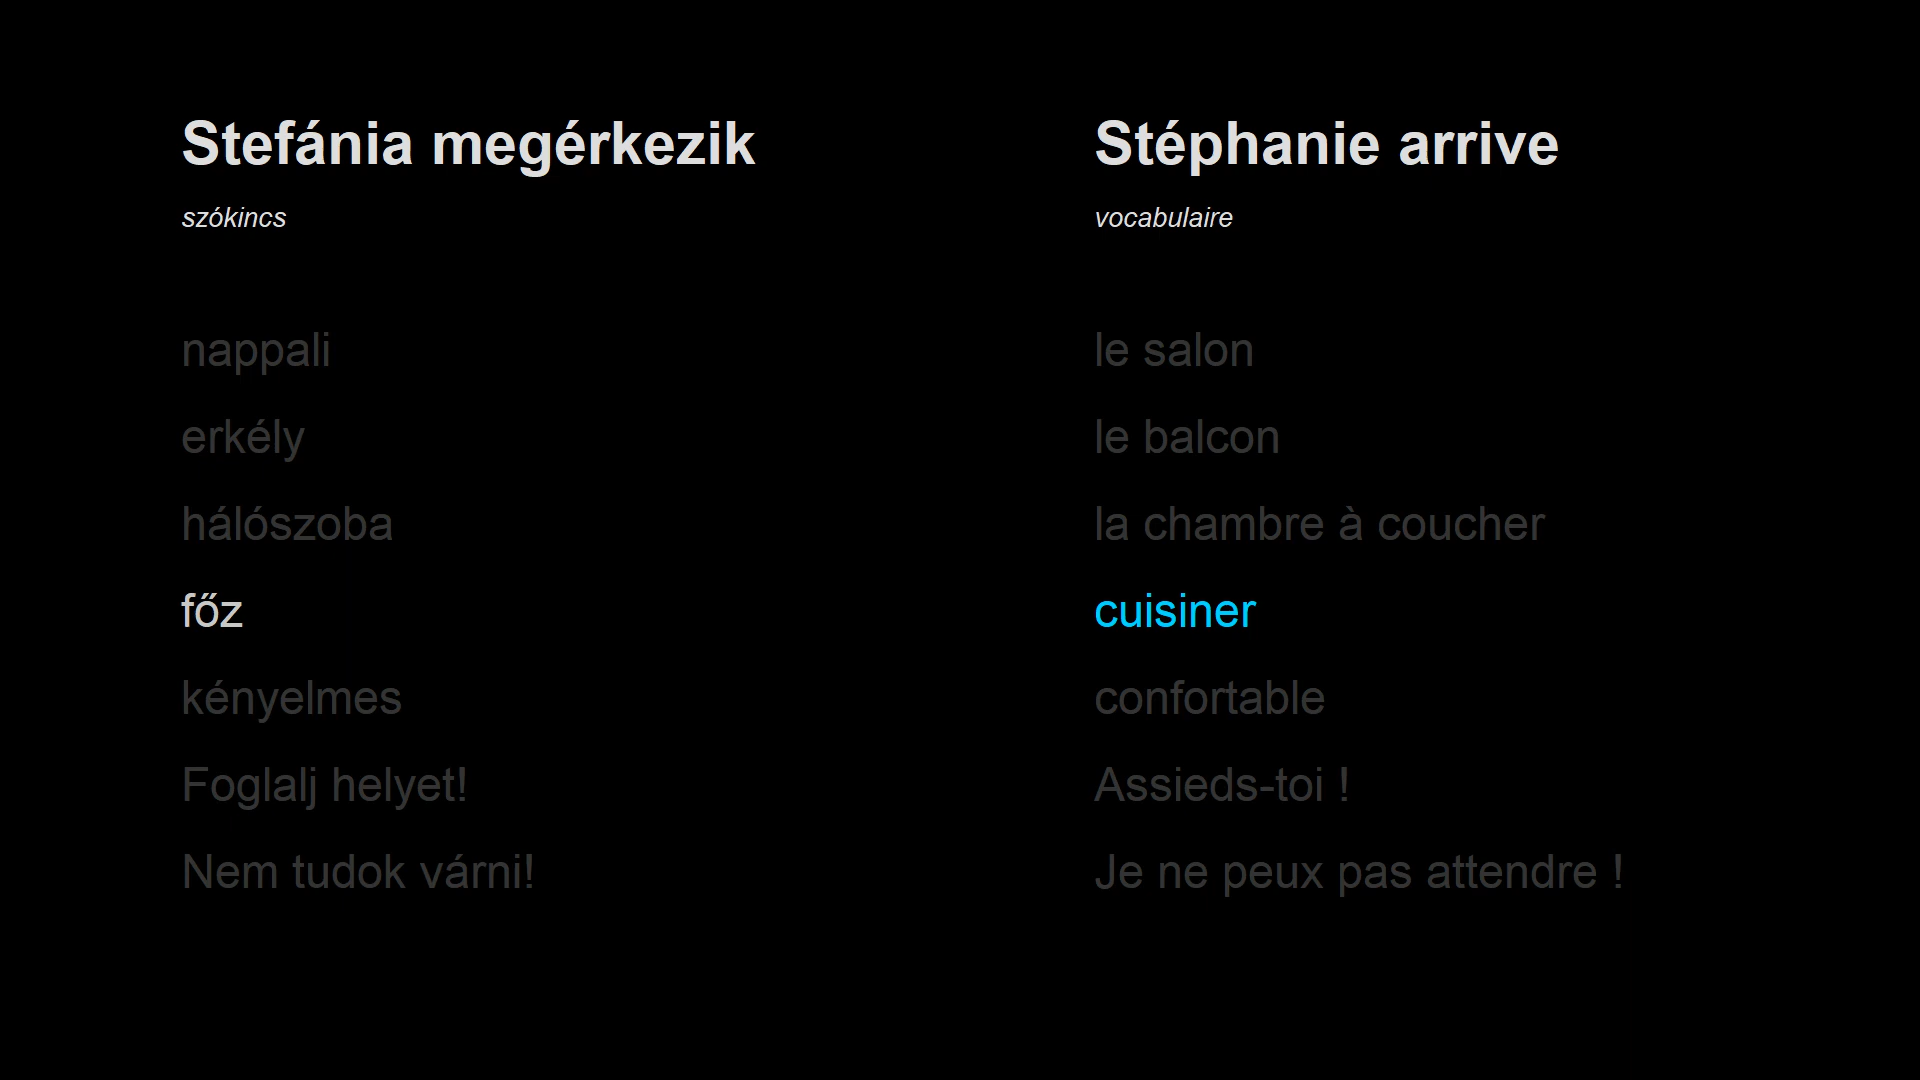 Stefánia megérkezik
szókincs
nappali
erkély
hálószoba
főz
kényelmes
Foglalj helyet!
Nem tudok várni!
Stéphanie arrive
vocabulaire
le salon
le balcon
la chambre à coucher
cuisiner
confortable
Assieds-toi !
Je ne peux pas attendre !